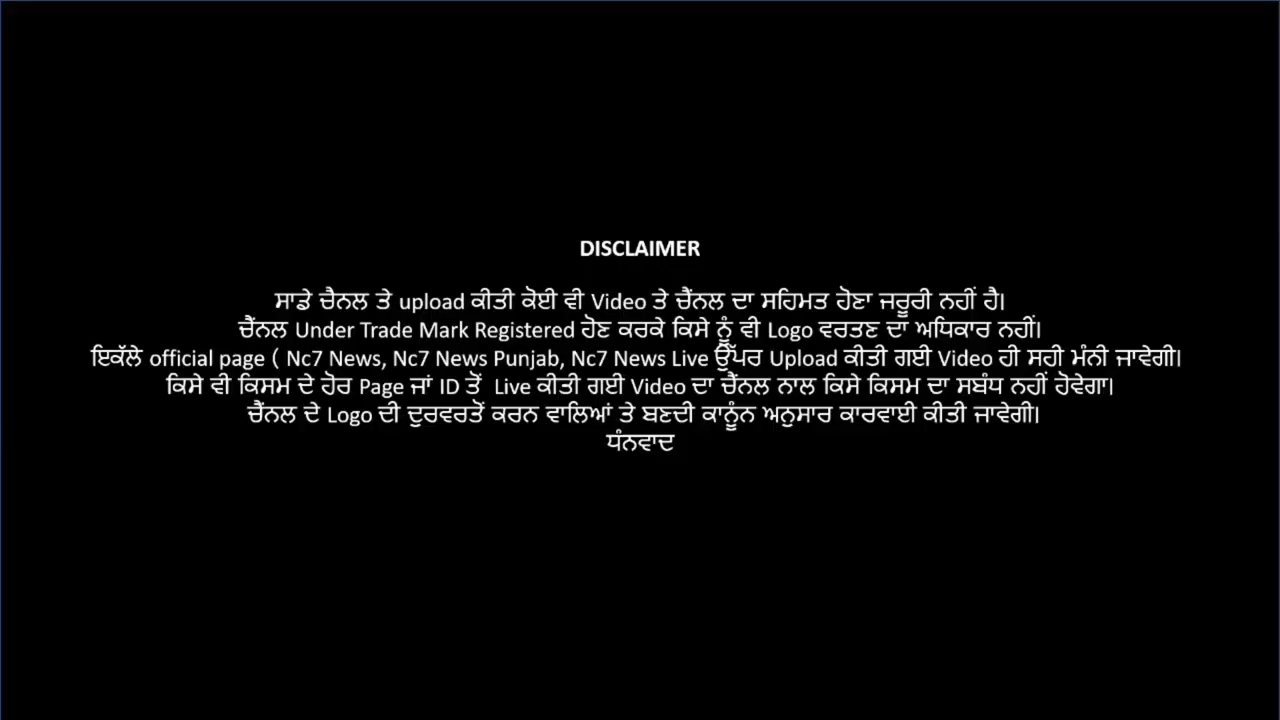 DISCLAIMER
ਸਾਡੇ ਚੈਨਲ ਤੇ upload ਕੀਤੀ ਕੋਈ ਵੀ Video ਤੇ ਚੈਂਨਲ ਦਾ ਸਹਿਮਤ ਹੋਣਾ ਜਰੂਰੀ ਨਹੀਂ ਹੈ।
ਚੈਂਨਲ Under Trade Mark Registered ਹੋਣ ਕਰਕੇ ਕਿਸੇ ਨੂੰ ਵੀ Logo ਵਰਤਣ ਦਾ ਅਧਿਕਾਰ ਨਹੀਂ।
ਇਕੱਲੇ official page ( Nc7 News, Nc7 News Punjab, Nc7 News Live ਉੱਪਰ Upload ਕੀਤੀ ਗਈ Video ਹੀ ਸਹੀ ਮੰਨੀ ਜਾਵੇਗੀ।
ਕਿਸੇ ਵੀ ਕਿਸਮ ਦੇ ਹੋਰ Page ਜਾਂ ID ਤੋਂ  Live ਕੀਤੀ ਗਈ Video ਦਾ ਚੈਂਨਲ ਨਾਲ ਕਿਸੇ ਕਿਸਮ ਦਾ ਸਬੰਧ ਨਹੀਂ ਹੋਵੇਗਾ।
ਚੈਂਨਲ ਦੇ Logo ਦੀ ਦੁਰਵਰਤੋਂ ਕਰਨ ਵਾਲਿਆਂ ਤੇ ਬਣਦੀ ਕਾਨੂੰਨ ਅਨੁਸਾਰ ਕਾਰਵਾਈ ਕੀਤੀ ਜਾਵੇਗੀ।
ਧੰਨਵਾਦ